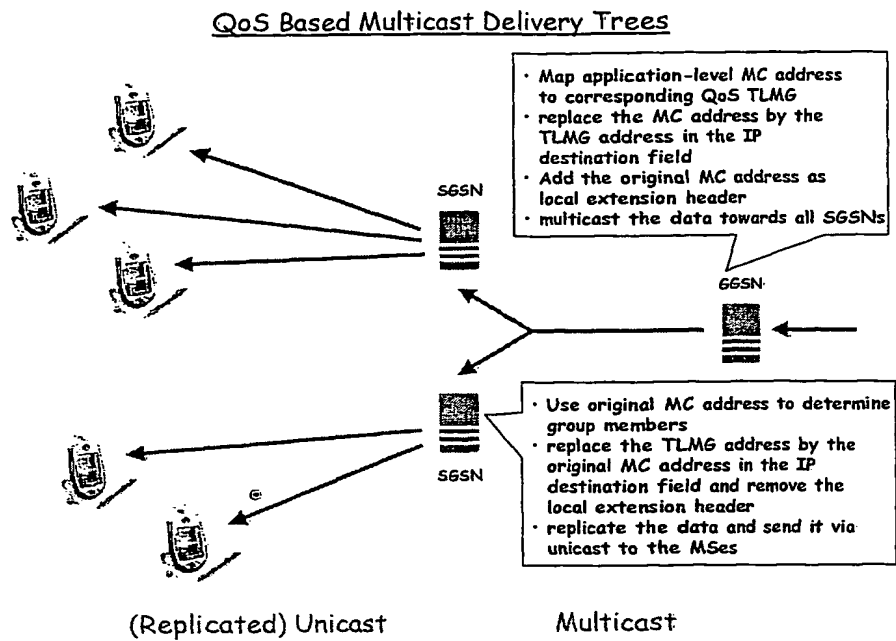 QoS Based Multicast Delivery Trees
· Map application-level MC address
to corresponding QoS TLMG
· replace the MC address by the
TLMG address in the IP
destination field
· Add the original MC address as
local extension header
· multicast the data towards all SGSNs
SGSN
GGSN
· Use original MC address to determine
group members
· replace the TLMG address by the
original MC address in the IP
destination field and remove the
local extension header
· replicate the data and send it via
unicast to the MSes
SGSN
(Replicated) Unicast
Multicast